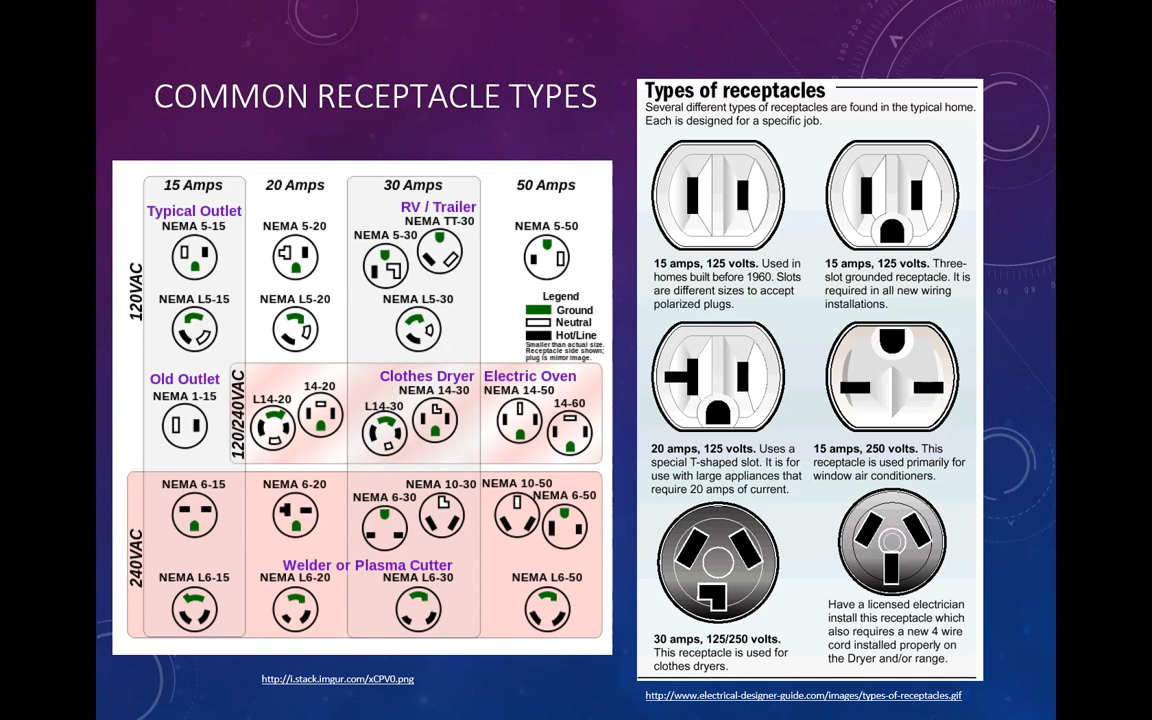 COMMON RECEPTACLE TYPES
15 Amps 20 Amps 30 Amps 50 Amps
120VAC
Typical Outlet
NEMA 5-15
NEMA 5-20
RV / Trailer
NEMA TT-30
NEMA 5-30
NEMA 5-50
NEMA L5-15
NEMA L5-20
NEMA L5-30
Legend
Ground
Neutral
Hot/Line
Smaller than actual size.
Receptacle side shown;
plug is mirror image.
Old Outlet
NEMA 1-15
120/240VAC
L14-20
14-20
Clothes Dryer
NEMA 14-30
L14-30
Electric Oven
NEMA 14-50
14-60
240VAC
NEMA 6-15
NEMA 6-20
NEMA 10-30
NEMA 6-30
NEMA 10-50
NEMA 6-50
Welder or Plasma Cutter
NEMA L6-15
NEMA L6-20
NEMA L6-30
NEMA L6-50
http://i.stack.imgur.com/xCPV0.png
Types of receptacles
Several different types of receptacles are found in the typical home.
Each is designed for a specific job.
15 amps, 125 volts. Used in
homes built before 1960. Slots
are different sizes to accept
polarized plugs.
15 amps, 125 volts. Three-
slot grounded receptacle. It is
required in all new wiring
installations.
20 amps, 125 volts. Uses a
special T-shaped slot. It is for
use with large appliances that
require 20 amps of current.
15 amps, 250 volts. This
receptacle is used primarily for
window air conditioners.
30 amps, 125/250 volts.
This receptacle is used for
clothes dryers.
Have a licensed electrician
install this receptacle which
also requires a new 4 wire
cord installed properly on
the Dryer and/or range.
http://www.electrical-designer-guide.com/images/types-of-receptacles.gif